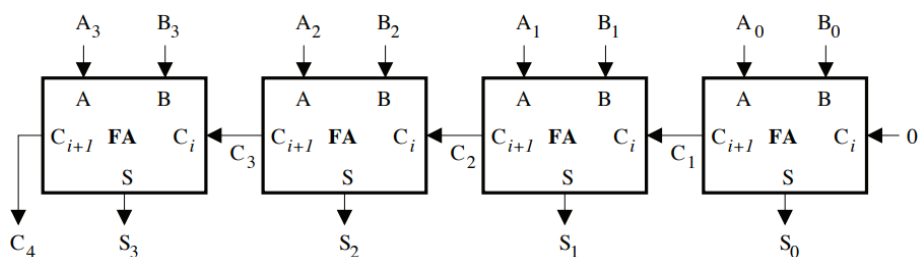 A3 B3 A2 B2 A1 B1 A0 B0
A B A B A B A B
Ci+1 FA Ci Ci+1 FA Ci Ci+1 FA Ci Ci+1 FA Ci 0
C3 C2 C1
S S S S
C4 S3 S2 S1 S0